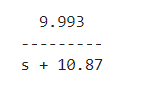 9.993
---------
s + 10.87